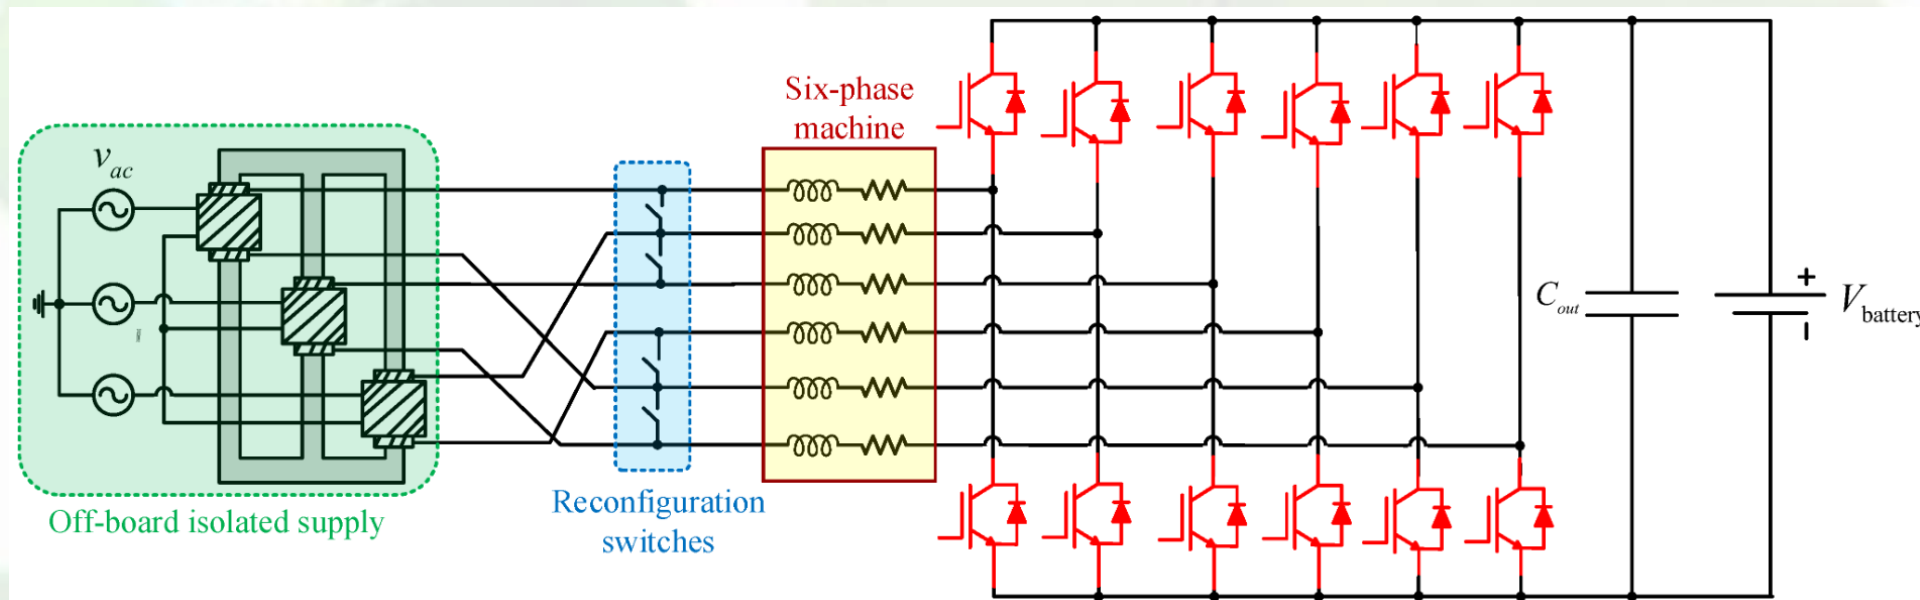 v_ac
Off-board isolated supply
Reconfiguration
switches
Six-phase
machine
C_out
+
V_battery